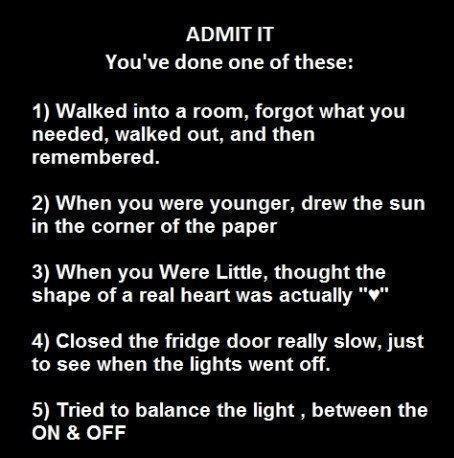 ADMIT IT
You've done one of these:
1) Walked into a room, forgot what you
needed, walked out, and then
remembered.
2) When you were younger, drew the sun
in the corner of the paper
3) When you Were Little, thought the
shape of a real heart was actually "♥"
4) Closed the fridge door really slow, just
to see when the lights went off.
5) Tried to balance the light , between the
ON & OFF